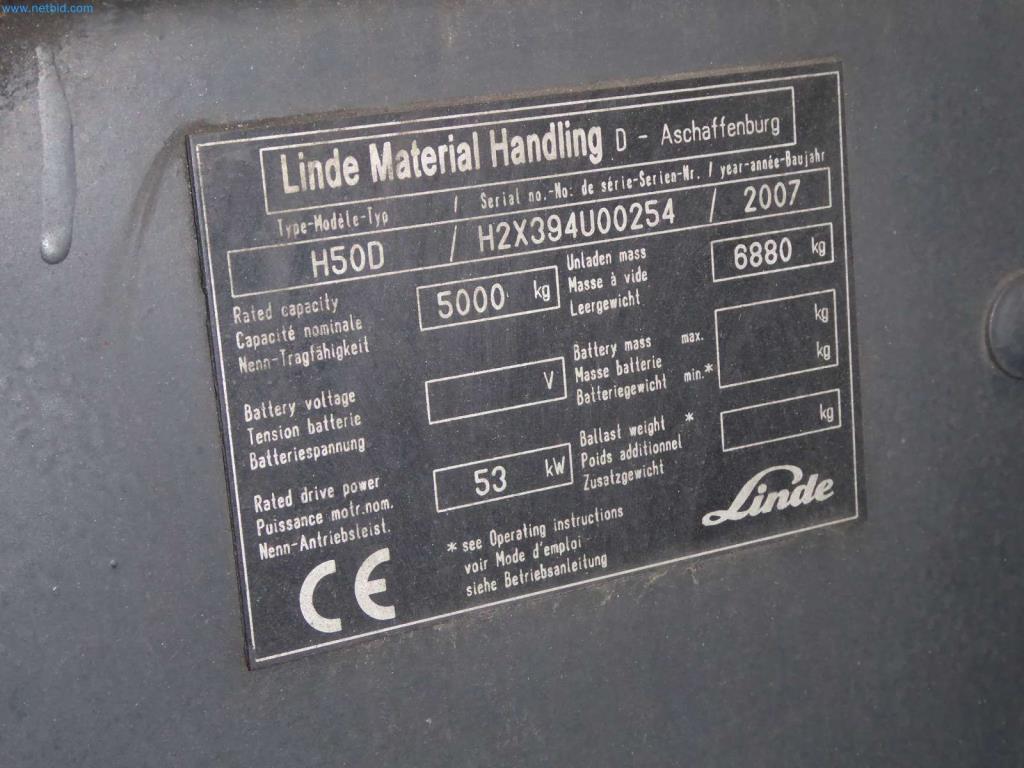 www.netbid.com
Linde Material Handling D - Aschaffenburg
Type-Modèle-Typ / Serial no.-No. de série-Serien-Nr. / year-année-Baujahr
H50D / H2X394U00254 / 2007
Rated capacity
Capacité nominale
Nenn-Tragfähigkeit
5000 kg
Unladen mass
Masse à vide
Leergewicht
6880 kg
Battery voltage
Tension batterie
Batteriespannung
V
Battery mass max. kg
Masse batterie
Batteriegewicht min.* kg
Rated drive power
Puissance motr.nom.
Nenn-Antriebsleist.
53 kW
Ballast weight *
Poids additionnel
Zusatzgewicht
kg
* see Operating instructions
voir Mode d'emploi
siehe Betriebsanleitung
CE
Linde